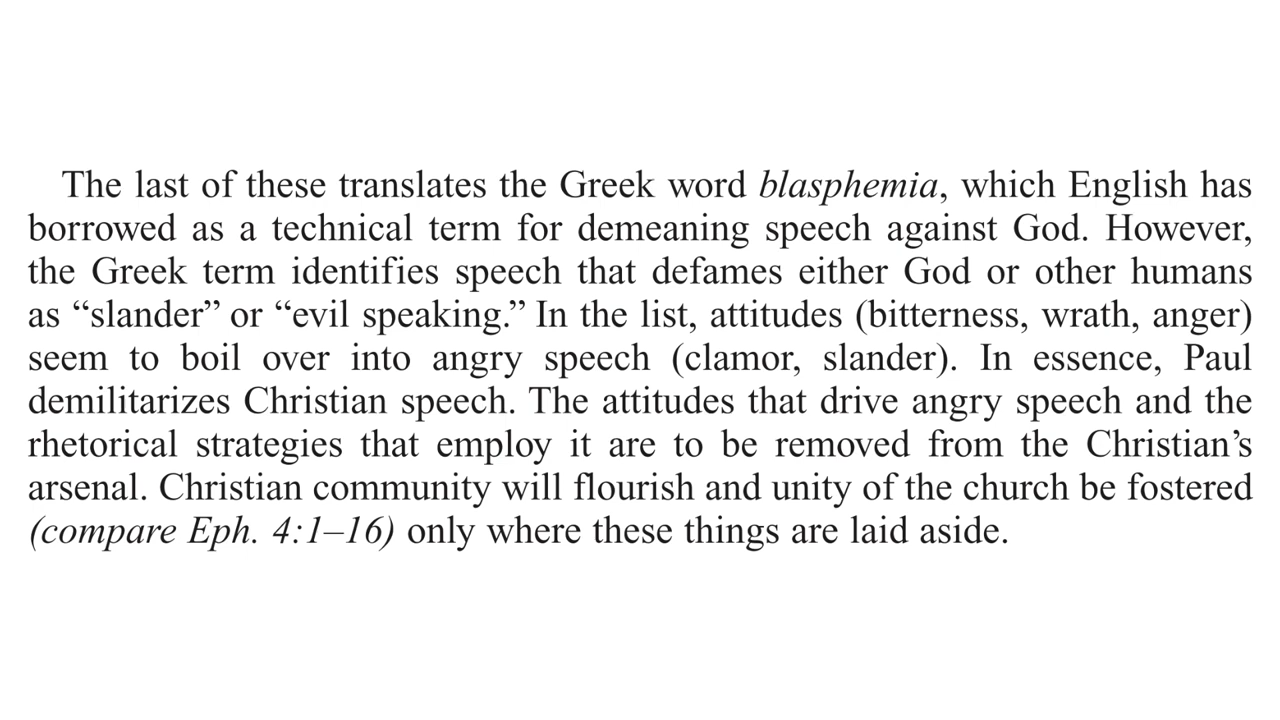 The last of these translates the Greek word blasphemia, which English has
borrowed as a technical term for demeaning speech against God. However,
the Greek term identifies speech that defames either God or other humans
as “slander” or “evil speaking.” In the list, attitudes (bitterness, wrath, anger)
seem to boil over into angry speech (clamor, slander). In essence, Paul
demilitarizes Christian speech. The attitudes that drive angry speech and the
rhetorical strategies that employ it are to be removed from the Christian’s
arsenal. Christian community will flourish and unity of the church be fostered
(compare Eph. 4:1–16) only where these things are laid aside.